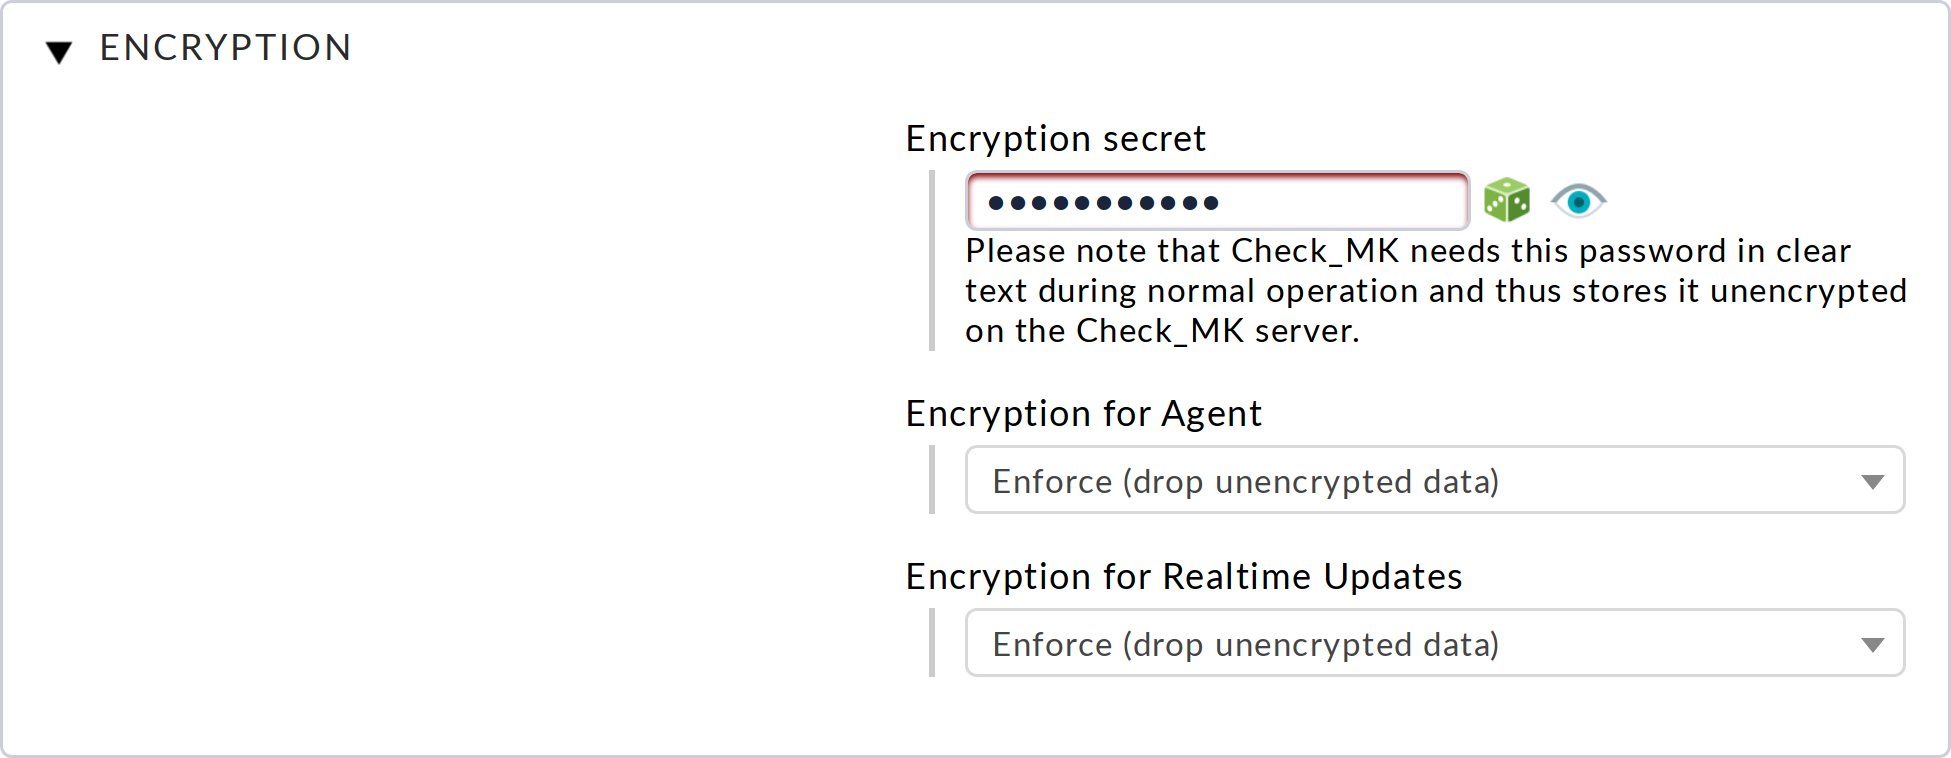 ENCRYPTION
Encryption secret
●●●●●●●●●●●
Please note that Check_MK needs this password in clear
text during normal operation and thus stores it unencrypted
on the Check_MK server.
Encryption for Agent
Enforce (drop unencrypted data)
Encryption for Realtime Updates
Enforce (drop unencrypted data)